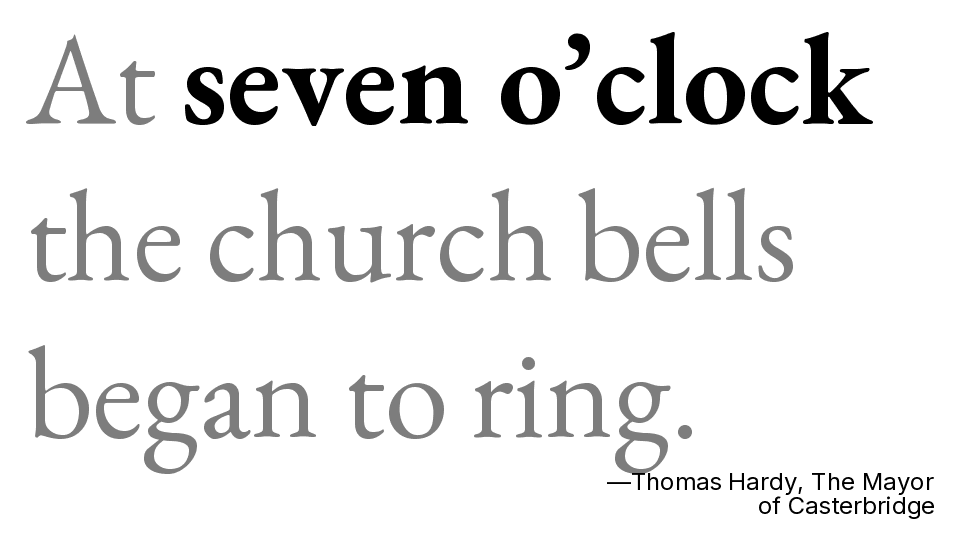 At seven o’clock
the church bells
began to ring.
—Thomas Hardy, The Mayor
of Casterbridge